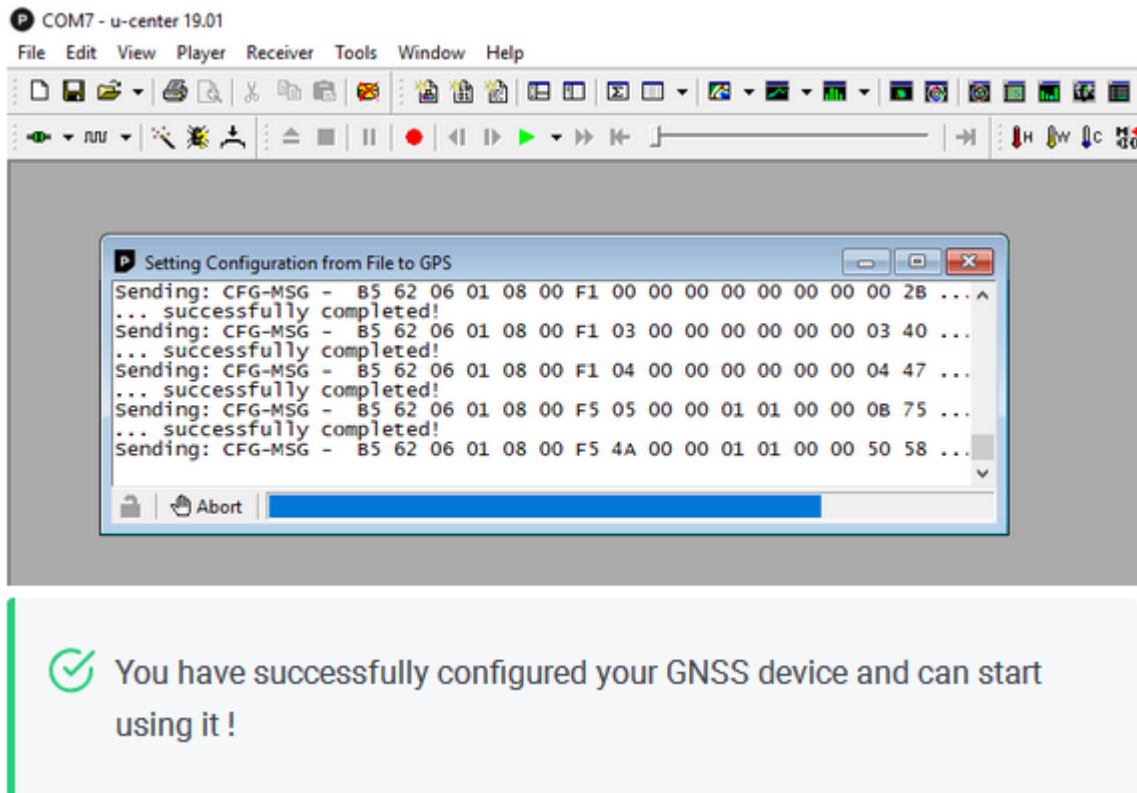 COM7 - u-center 19.01
File Edit View Player Receiver Tools Window Help
H W C
Setting Configuration from File to GPS
Sending: CFG-MSG - B5 62 06 01 08 00 F1 00 00 00 00 00 00 00 00 2B ...
... successfully completed!
Sending: CFG-MSG - B5 62 06 01 08 00 F1 03 00 00 00 00 00 00 03 40 ...
... successfully completed!
Sending: CFG-MSG - B5 62 06 01 08 00 F1 04 00 00 00 00 00 00 04 47 ...
... successfully completed!
Sending: CFG-MSG - B5 62 06 01 08 00 F5 05 00 00 01 01 00 00 0B 75 ...
... successfully completed!
Sending: CFG-MSG - B5 62 06 01 08 00 F5 4A 00 00 01 01 00 00 50 58 ...
Abort
You have successfully configured your GNSS device and can start
using it !